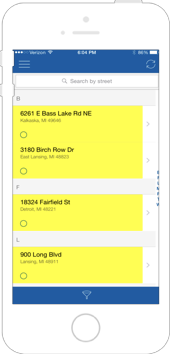 Verizon 6:04 PM 86%
Search by street
B
6261 E Bass Lake Rd NE
Kalkaska, MI 49646
3180 Birch Row Dr
East Lansing, MI 48823
F
18324 Fairfield St
Detroit, MI 48221
L
900 Long Blvd
Lansing, MI 48911